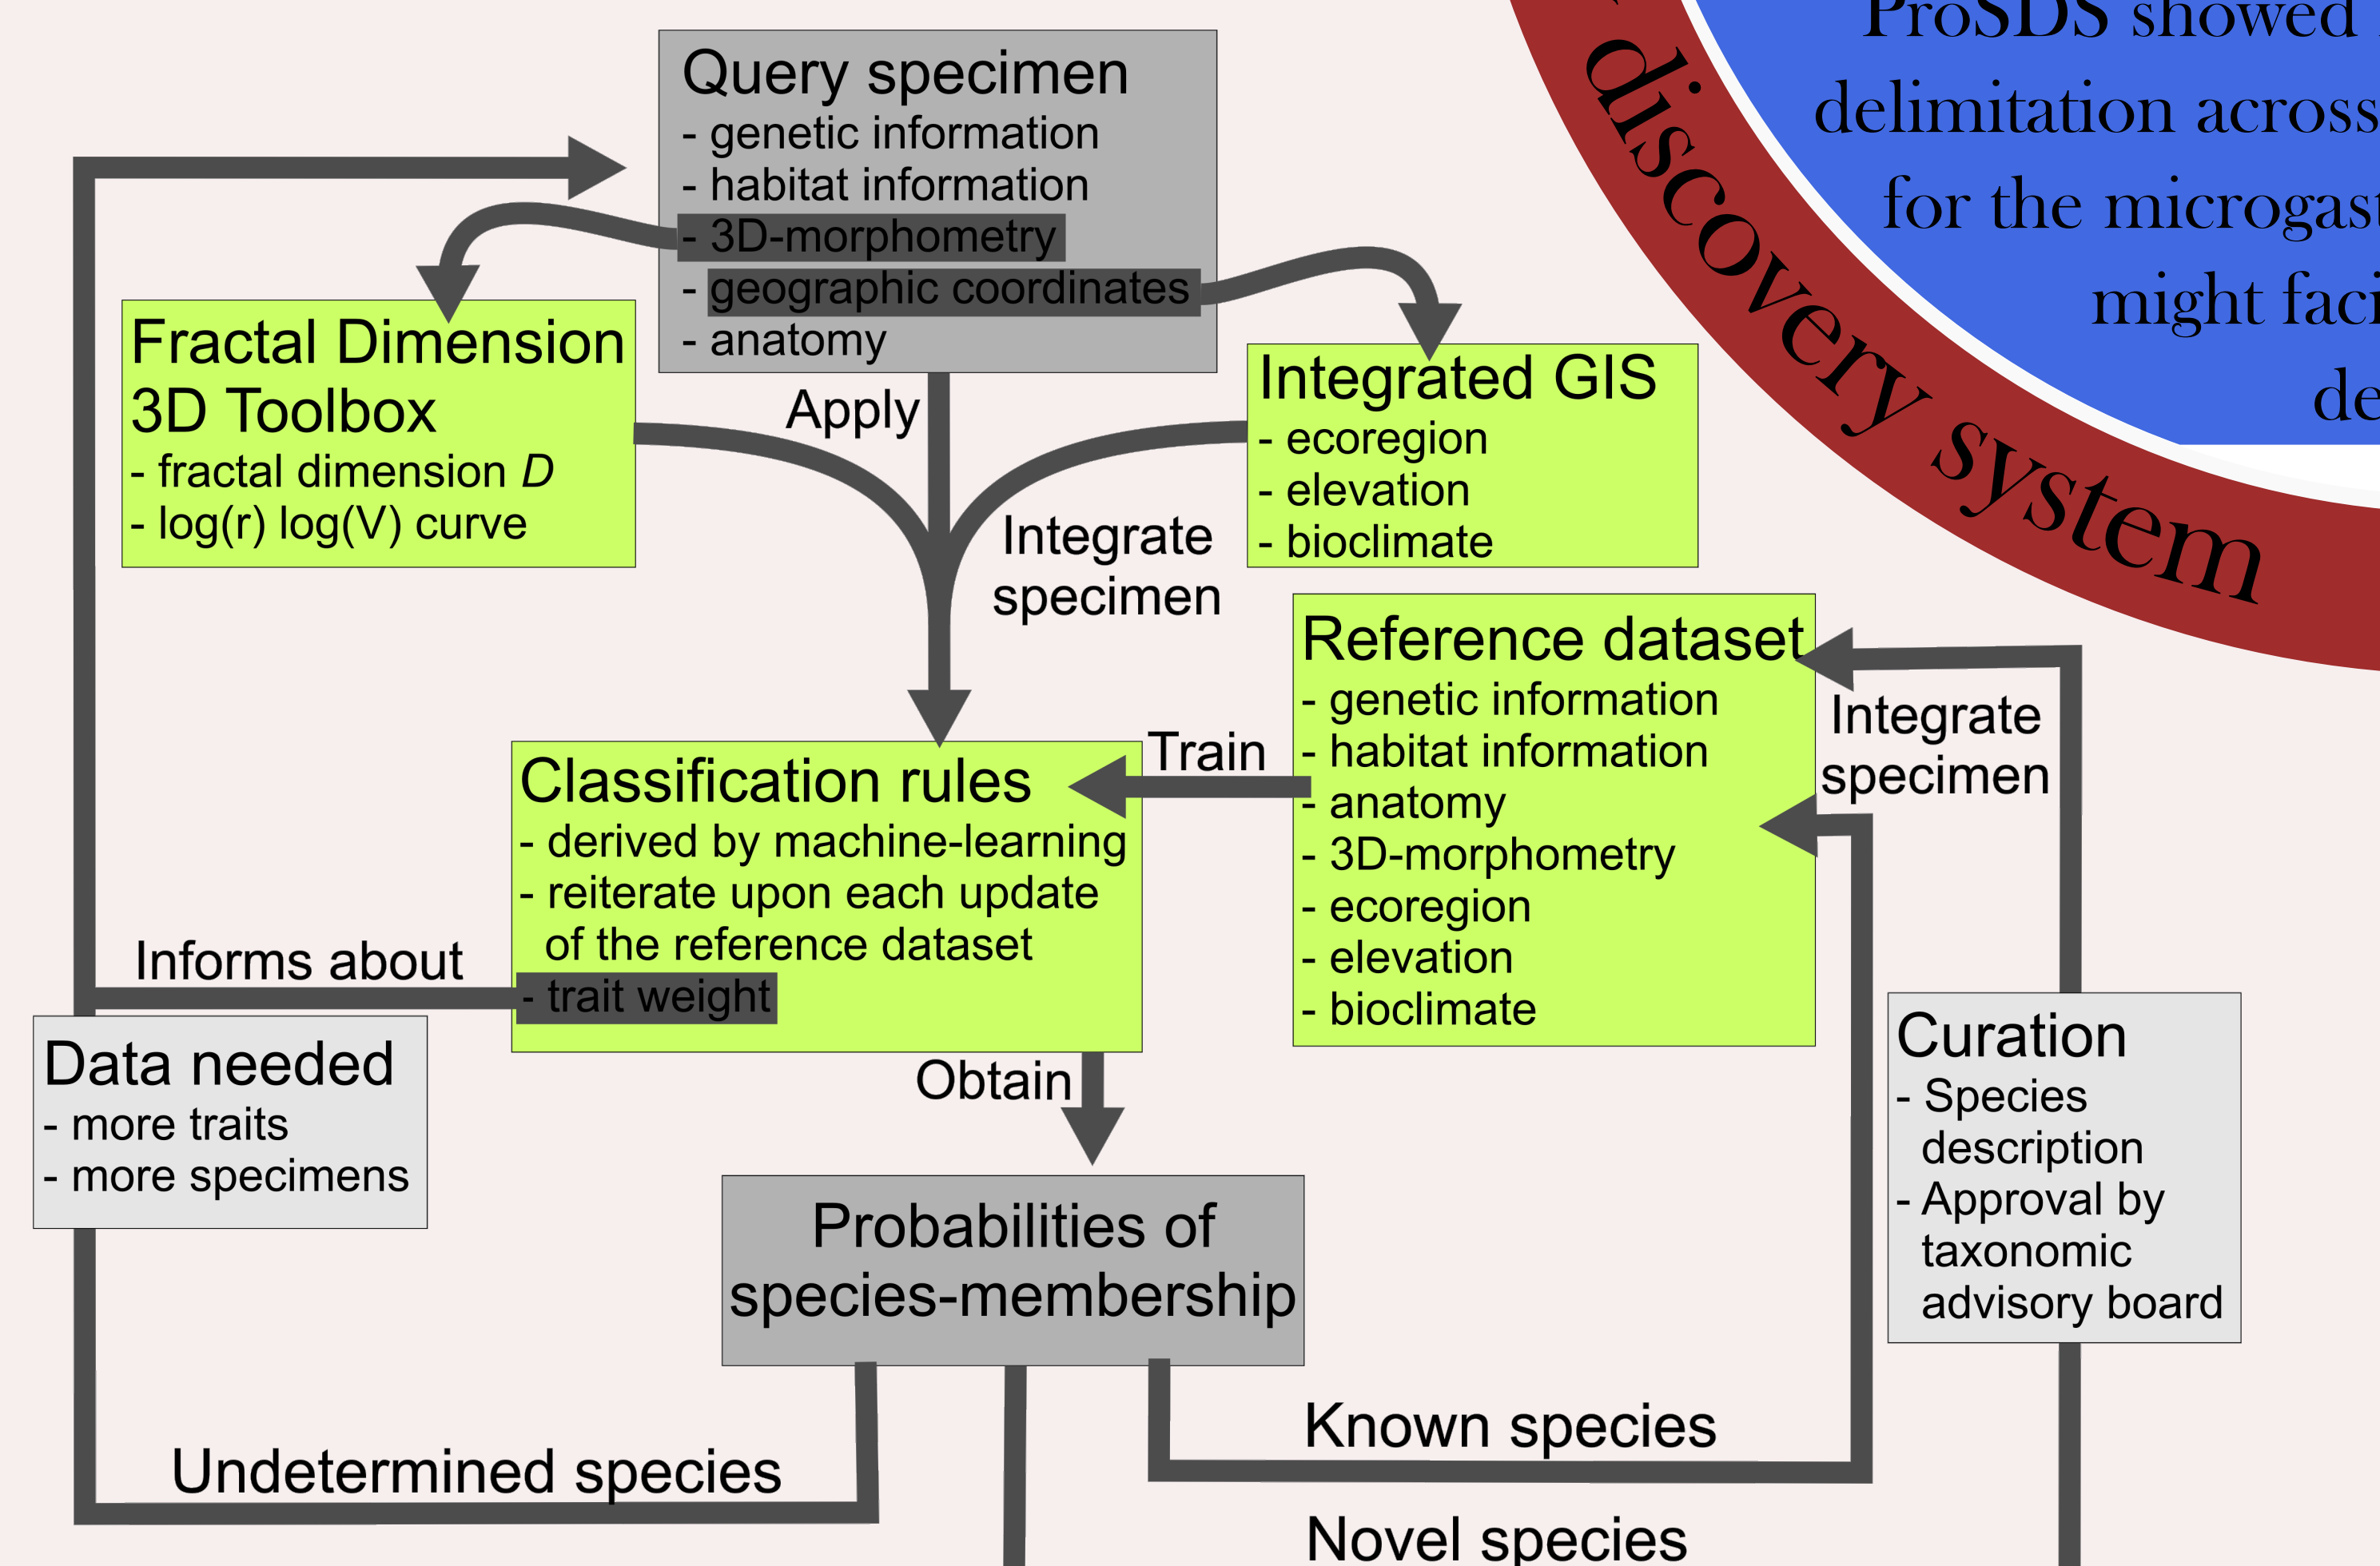 Query specimen
- genetic information
- habitat information
- 3D-morphometry
- geographic coordinates
- anatomy
Fractal Dimension
3D Toolbox
- fractal dimension D
- log(r) log(V) curve
Apply
Integrate
specimen
Integrated GIS
- ecoregion
- elevation
- bioclimate
Reference dataset
- genetic information
- habitat information
- anatomy
- 3D-morphometry
- ecoregion
- elevation
- bioclimate
Train
Integrate
specimen
Classification rules
- derived by machine-learning
- reiterate upon each update
of the reference dataset
- trait weight
Informs about
Data needed
- more traits
- more specimens
Obtain
Probabilities of
species-membership
Curation
- Species
description
- Approval by
taxonomic
advisory board
Undetermined species
Known species
Novel species
discovery system
ProSDS showed
delimitation across
for the microgast
might faci
de